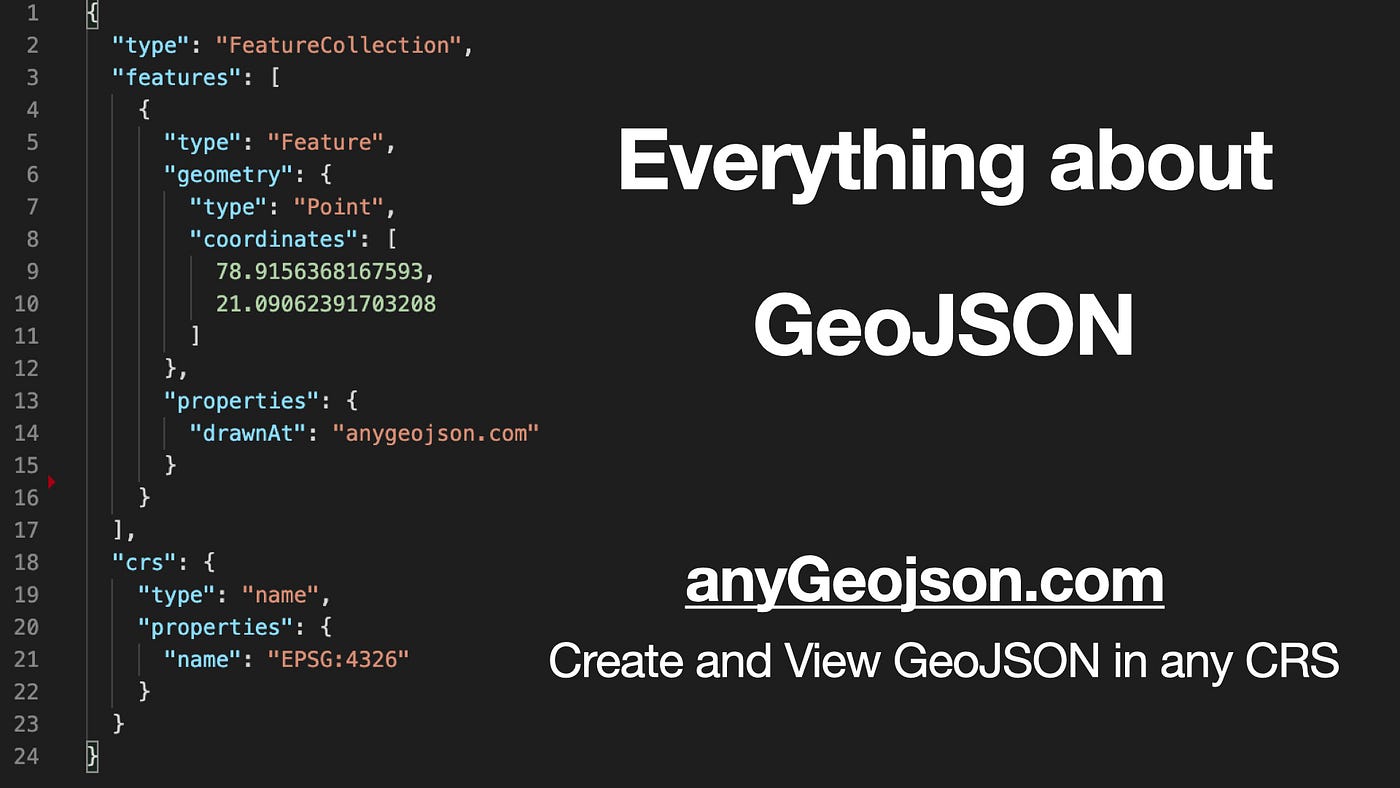 1 {
2 "type": "FeatureCollection",
3 "features": [
4 {
5 "type": "Feature",
6 "geometry": {
7 "type": "Point",
8 "coordinates": [
9 78.9156368167593,
10 21.09062391703208
11 ]
12 },
13 "properties": {
14 "drawnAt": "anygeojson.com"
15 }
16 }
17 ],
18 "crs": {
19 "type": "name",
20 "properties": {
21 "name": "EPSG:4326"
22 }
23 }
24 }
Everything about
GeoJSON
anyGeojson.com
Create and View GeoJSON in any CRS